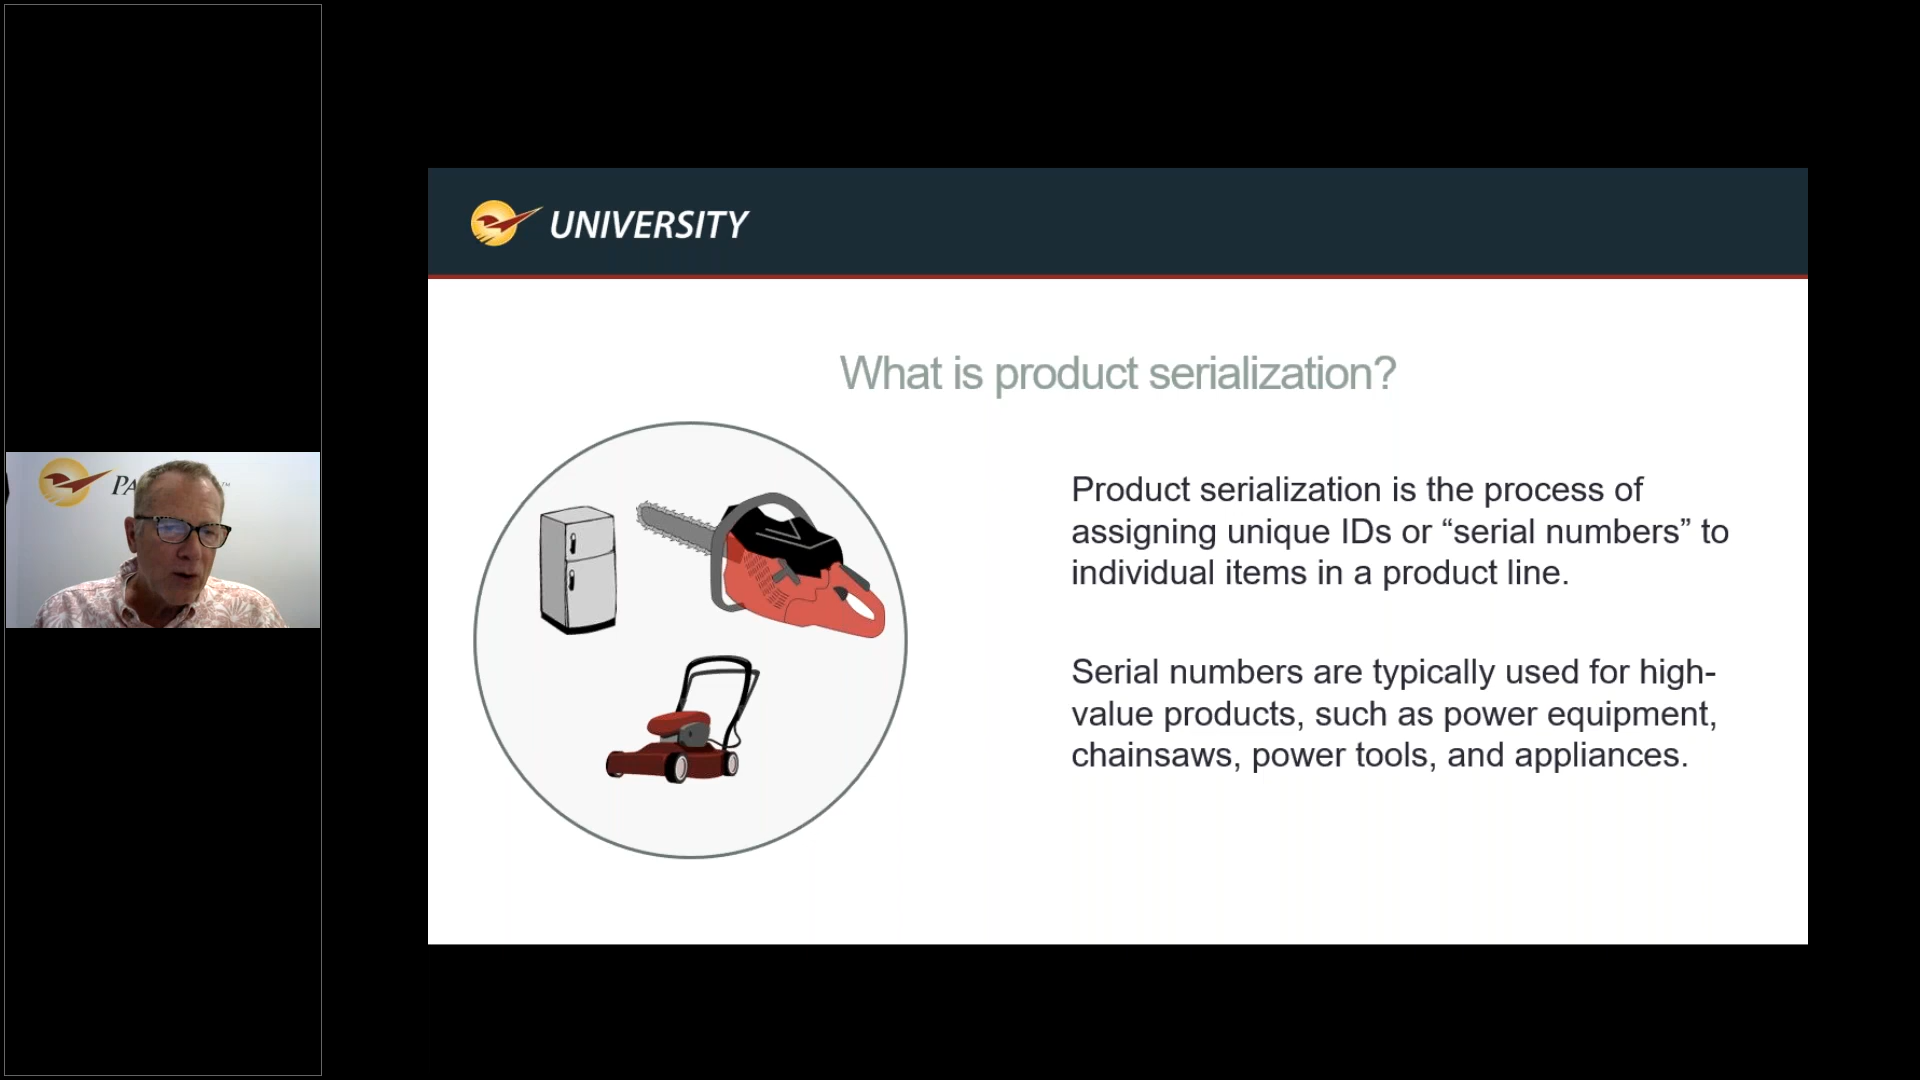 UNIVERSITY
What is product serialization?
Product serialization is the process of
assigning unique IDs or “serial numbers” to
individual items in a product line.
Serial numbers are typically used for high-
value products, such as power equipment,
chainsaws, power tools, and appliances.